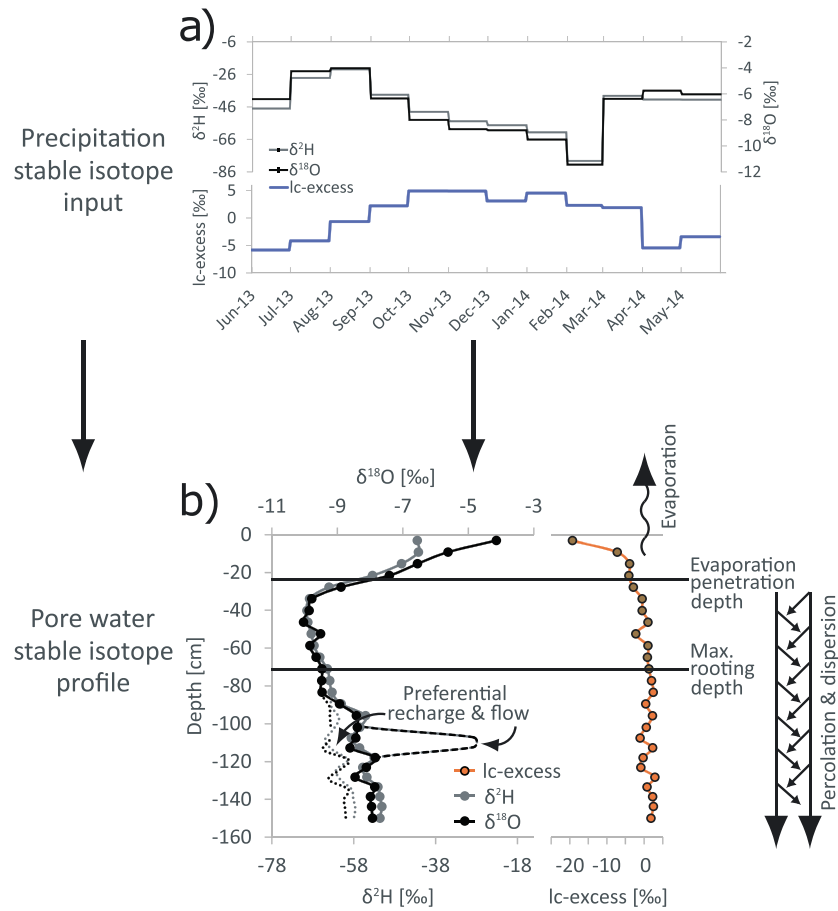 a)
Precipitation
stable isotope
input
-6
-26
-46
-66
-86
δ²H [‰]
-2
-4
-6
-8
-10
-12
δ¹⁸O [‰]
δ²H
δ¹⁸O
lc-excess
5
0
-5
-10
lc-excess [‰]
Jun-13
Jul-13
Aug-13
Sep-13
Oct-13
Nov-13
Dec-13
Jan-14
Feb-14
Mar-14
Apr-14
May-14
b)
Pore water
stable isotope
profile
δ¹⁸O [‰]
-11 -9 -7 -5 -3
0
-20
-40
-60
-80
-100
-120
-140
-160
Depth [cm]
Preferential
recharge & flow
lc-excess
δ²H
δ¹⁸O
-78 -58 -38 -18
δ²H [‰]
-20 -10 0
lc-excess [‰]
Evaporation
Evaporation
penetration
depth
Max.
rooting
depth
Percolation & dispersion